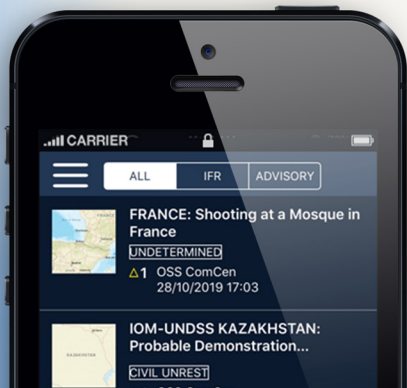 CARRIER
ALL
IFR
ADVISORY
FRANCE: Shooting at a Mosque in
France
UNDETERMINED
1 OSS ComCen
28/10/2019 17:03
KAZAKHSTAN
IOM-UNDSS KAZAKHSTAN:
Probable Demonstration...
CIVIL UNREST